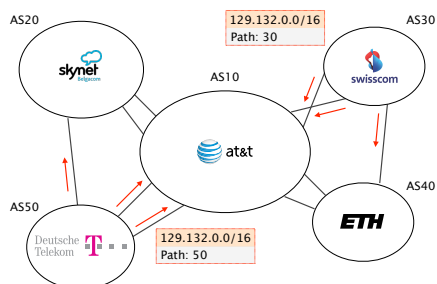 AS20
129.132.0.0/16
Path: 30
AS30
skynet
Belgacom
AS10
swisscom
at&t
AS50
AS40
Deutsche
Telekom
T
ETH
129.132.0.0/16
Path: 50